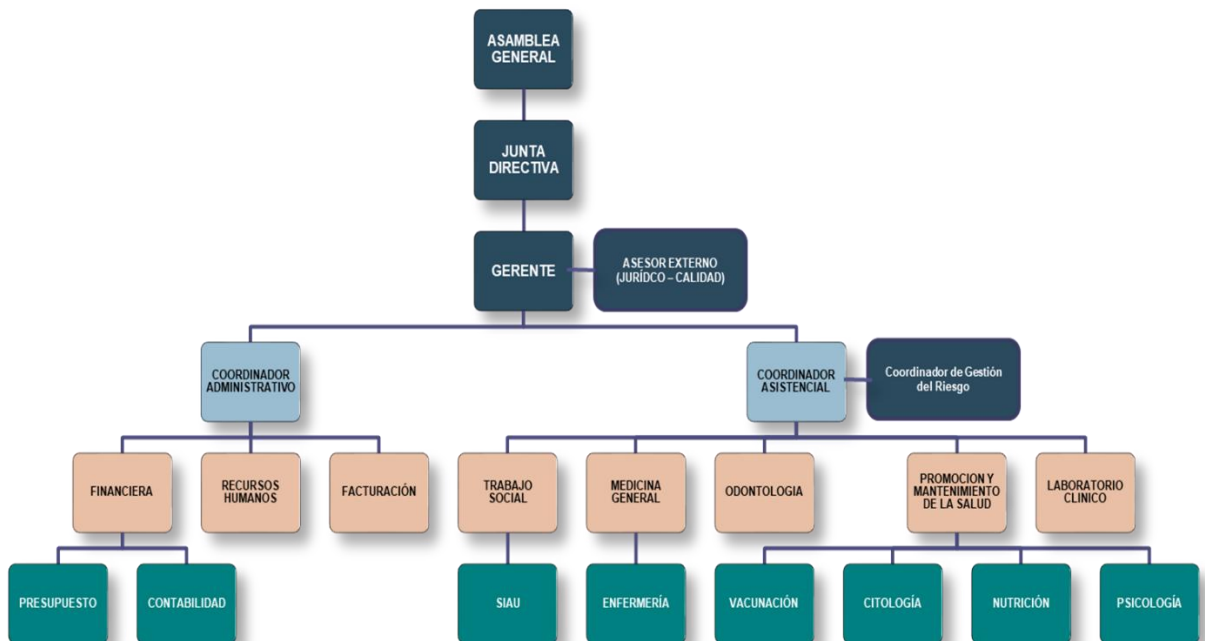 ASAMBLEA
GENERAL
JUNTA
DIRECTIVA
GERENTE
ASESOR EXTERNO
(JURÍDCO – CALIDAD)
COORDINADOR
ADMINISTRATIVO
COORDINADOR
ASISTENCIAL
Coordinador de Gestión
del Riesgo
FINANCIERA
RECURSOS
HUMANOS
FACTURACIÓN
TRABAJO
SOCIAL
MEDICINA
GENERAL
ODONTOLOGIA
PROMOCION Y
MANTENIMIENTO
DE LA SALUD
LABORATORIO
CLINICO
PRESUPUESTO
CONTABILIDAD
SIAU
ENFERMERÍA
VACUNACIÓN
CITOLOGÍA
NUTRICIÓN
PSICOLOGÍA